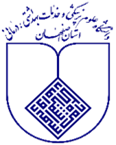 دانشگاه علوم پزشکی و خدمات بهداشتی، درمانی
استان اصفهان